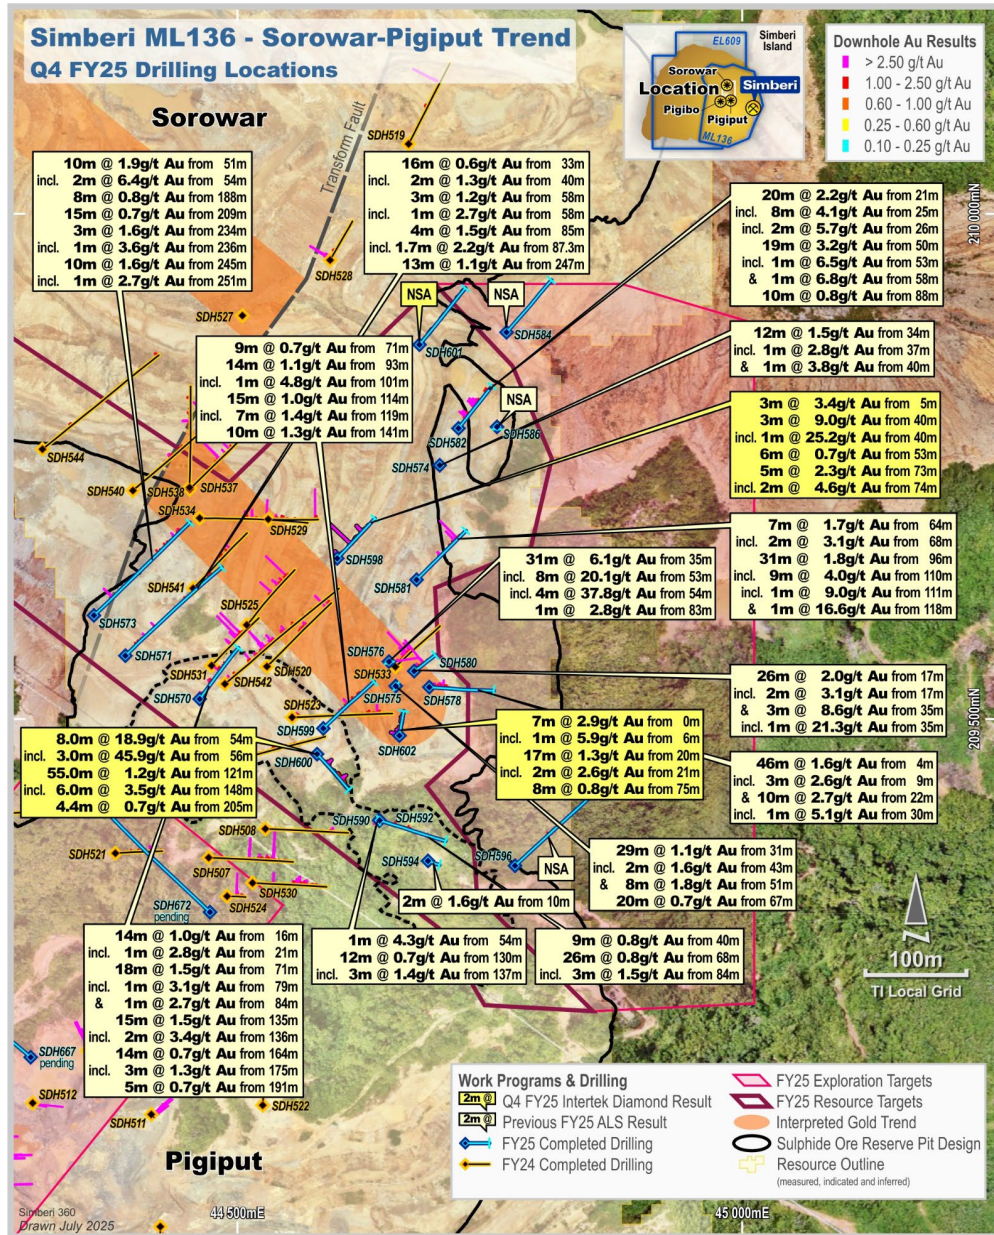 Simberi ML136 - Sorowar-Pigiput Trend
Q4 FY25 Drilling Locations
EL609
Simberi Island
Sorowar
Location
Simberi
Pigibo
Pigiput
ML136
Downhole Au Results
> 2.50 g/t Au
1.00 - 2.50 g/t Au
0.60 - 1.00 g/t Au
0.25 - 0.60 g/t Au
0.10 - 0.25 g/t Au
Sorowar
Transform Fault
SDH519
10m @ 1.9g/t Au from 51m
incl. 2m @ 6.4g/t Au from 54m
8m @ 0.8g/t Au from 188m
15m @ 0.7g/t Au from 209m
3m @ 1.6g/t Au from 234m
incl. 1m @ 3.6g/t Au from 236m
10m @ 1.6g/t Au from 245m
incl. 1m @ 2.7g/t Au from 251m
16m @ 0.6g/t Au from 33m
incl. 2m @ 1.3g/t Au from 40m
3m @ 1.2g/t Au from 58m
incl. 1m @ 2.7g/t Au from 58m
4m @ 1.5g/t Au from 85m
incl. 1.7m @ 2.2g/t Au from 87.3m
13m @ 1.1g/t Au from 247m
20m @ 2.2g/t Au from 21m
incl. 8m @ 4.1g/t Au from 25m
incl. 2m @ 5.7g/t Au from 26m
19m @ 3.2g/t Au from 50m
incl. 1m @ 6.5g/t Au from 53m
& 1m @ 6.8g/t Au from 58m
10m @ 0.8g/t Au from 88m
210 000mN
SDH528
SDH527
NSA
NSA
SDH601
SDH584
9m @ 0.7g/t Au from 71m
14m @ 1.1g/t Au from 93m
incl. 1m @ 4.8g/t Au from 101m
15m @ 1.0g/t Au from 114m
incl. 7m @ 1.4g/t Au from 119m
10m @ 1.3g/t Au from 141m
12m @ 1.5g/t Au from 34m
incl. 1m @ 2.8g/t Au from 37m
& 1m @ 3.8g/t Au from 40m
NSA
SDH582
SDH586
SDH574
3m @ 3.4g/t Au from 5m
3m @ 9.0g/t Au from 40m
incl. 1m @ 25.2g/t Au from 40m
6m @ 0.7g/t Au from 53m
5m @ 2.3g/t Au from 73m
incl. 2m @ 4.6g/t Au from 74m
SDH544
SDH540
SDH538
SDH537
SDH534
SDH529
SDH598
SDH581
7m @ 1.7g/t Au from 64m
incl. 2m @ 3.1g/t Au from 68m
31m @ 1.8g/t Au from 96m
incl. 9m @ 4.0g/t Au from 110m
incl. 1m @ 9.0g/t Au from 111m
& 1m @ 16.6g/t Au from 118m
31m @ 6.1g/t Au from 35m
incl. 8m @ 20.1g/t Au from 53m
incl. 4m @ 37.8g/t Au from 54m
1m @ 2.8g/t Au from 83m
SDH541
SDH573
SDH525
SDH571
SDH531
SDH520
SDH542
SDH570
SDH576
SDH533
SDH575
SDH580
SDH578
26m @ 2.0g/t Au from 17m
incl. 2m @ 3.1g/t Au from 17m
& 3m @ 8.6g/t Au from 35m
incl. 1m @ 21.3g/t Au from 35m
209 500mN
SDH523
SDH599
SDH602
SDH600
8.0m @ 18.9g/t Au from 54m
incl. 3.0m @ 45.9g/t Au from 56m
55.0m @ 1.2g/t Au from 121m
incl. 6.0m @ 3.5g/t Au from 148m
4.4m @ 0.7g/t Au from 205m
7m @ 2.9g/t Au from 0m
incl. 1m @ 5.9g/t Au from 6m
17m @ 1.3g/t Au from 20m
incl. 2m @ 2.6g/t Au from 21m
8m @ 0.8g/t Au from 75m
46m @ 1.6g/t Au from 4m
incl. 3m @ 2.6g/t Au from 9m
& 10m @ 2.7g/t Au from 22m
incl. 1m @ 5.1g/t Au from 30m
SDH590
SDH592
SDH508
SDH521
SDH507
SDH594
SDH596
NSA
SDH530
SDH524
SDH672
pending
29m @ 1.1g/t Au from 31m
incl. 2m @ 1.6g/t Au from 43m
& 8m @ 1.8g/t Au from 51m
20m @ 0.7g/t Au from 67m
2m @ 1.6g/t Au from 10m
14m @ 1.0g/t Au from 16m
incl. 1m @ 2.8g/t Au from 21m
18m @ 1.5g/t Au from 71m
incl. 1m @ 3.1g/t Au from 79m
& 1m @ 2.7g/t Au from 84m
15m @ 1.5g/t Au from 135m
incl. 2m @ 3.4g/t Au from 136m
14m @ 0.7g/t Au from 164m
incl. 3m @ 1.3g/t Au from 175m
5m @ 0.7g/t Au from 191m
1m @ 4.3g/t Au from 54m
12m @ 0.7g/t Au from 130m
incl. 3m @ 1.4g/t Au from 137m
9m @ 0.8g/t Au from 40m
26m @ 0.8g/t Au from 68m
incl. 3m @ 1.5g/t Au from 84m
N
100m
TI Local Grid
SDH667
pending
SDH512
SDH511
SDH522
Pigiput
Work Programs & Drilling
2m @ Q4 FY25 Intertek Diamond Result
2m @ Previous FY25 ALS Result
FY25 Completed Drilling
FY24 Completed Drilling
FY25 Exploration Targets
FY25 Resource Targets
Interpreted Gold Trend
Sulphide Ore Reserve Pit Design
Resource Outline
(measured, indicated and inferred)
Simberi 360
Drawn July 2025
44 500mE
45 000mE